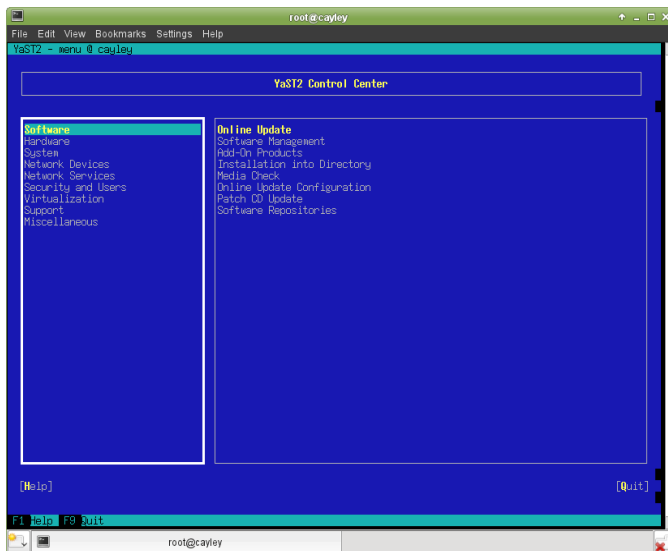 root@cayley
File Edit View Bookmarks Settings Help
YaST2 - menu @ cayley
YaST2 Control Center
Software
Hardware
System
Network Devices
Network Services
Security and Users
Virtualization
Support
Miscellaneous
Online Update
Software Management
Add-On Products
Installation into Directory
Media Check
Online Update Configuration
Patch CD Update
Software Repositories
[Help] [Quit]
F1 Help F9 Quit
root@cayley